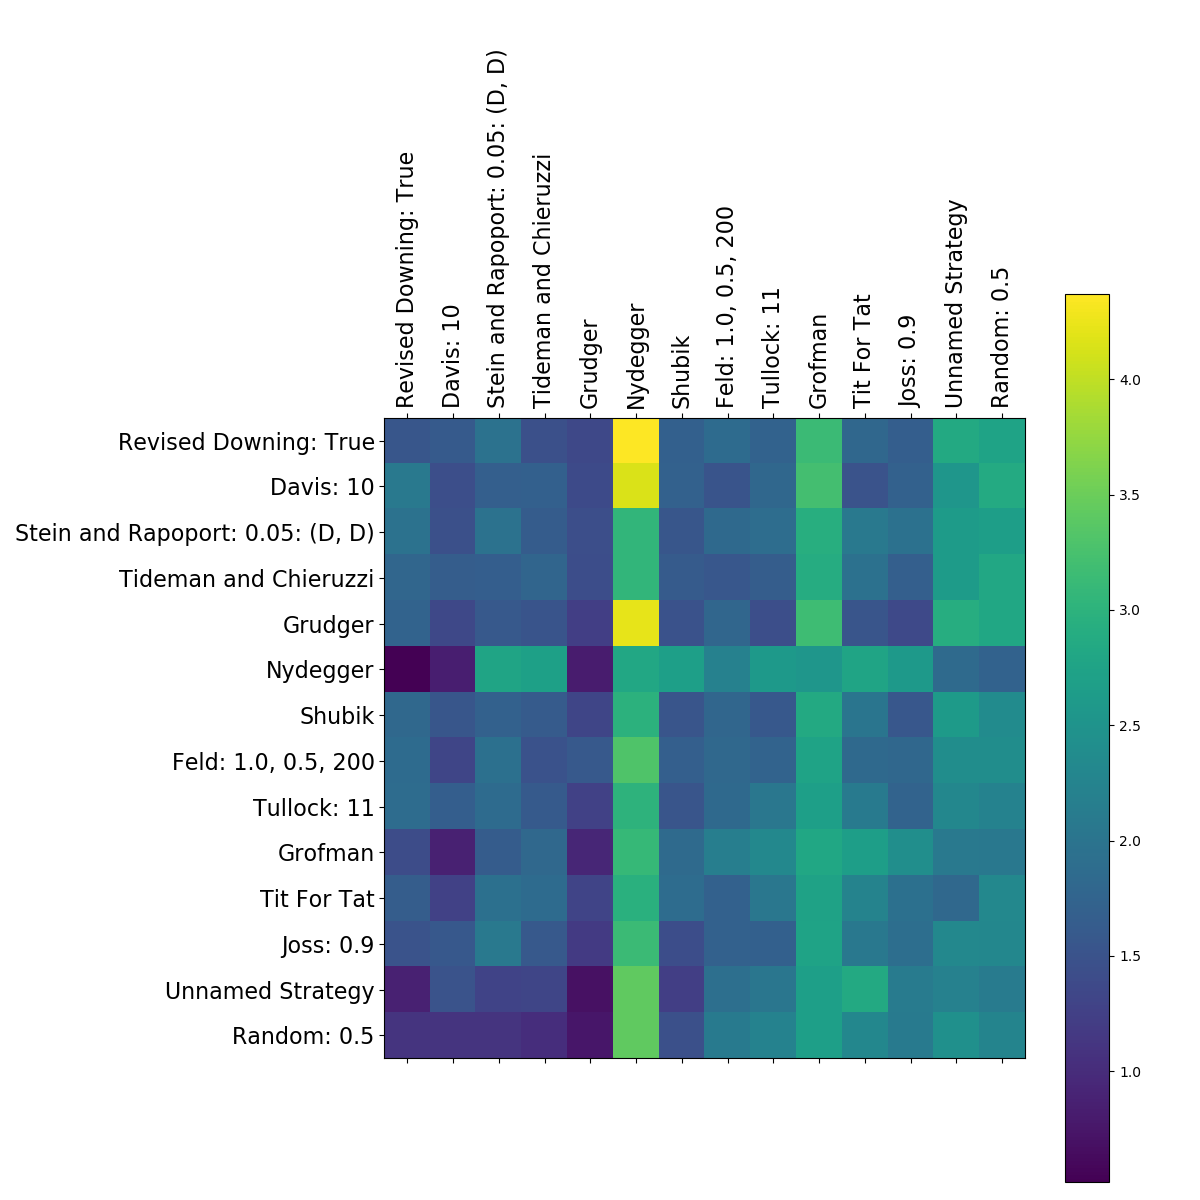 Revised Downing: True
Davis: 10
Stein and Rapoport: 0.05: (D, D)
Tideman and Chieruzzi
Grudger
Nydegger
Shubik
Feld: 1.0, 0.5, 200
Tullock: 11
Grofman
Tit For Tat
Joss: 0.9
Unnamed Strategy
Random: 0.5
Revised Downing: True
Davis: 10
Stein and Rapoport: 0.05: (D, D)
Tideman and Chieruzzi
Grudger
Nydegger
Shubik
Feld: 1.0, 0.5, 200
Tullock: 11
Grofman
Tit For Tat
Joss: 0.9
Unnamed Strategy
Random: 0.5
4.0
3.5
3.0
2.5
2.0
1.5
1.0